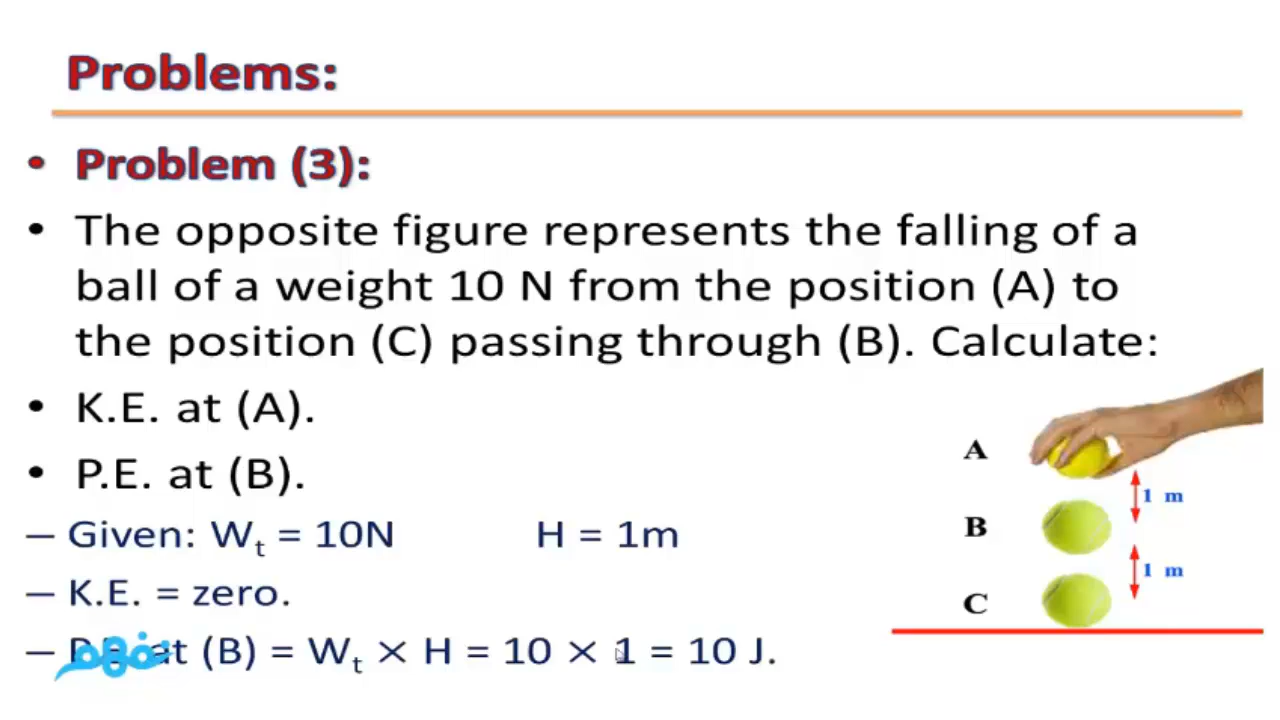 Problems:
• Problem (3):
• The opposite figure represents the falling of a
ball of a weight 10 N from the position (A) to
the position (C) passing through (B). Calculate:
• K.E. at (A).
• P.E. at (B).
– Given: Wt = 10N H = 1m
– K.E. = zero.
– P.E. at (B) = Wt × H = 10 × 1 = 10 J.
A
1 m
B
1 m
C
نفهم